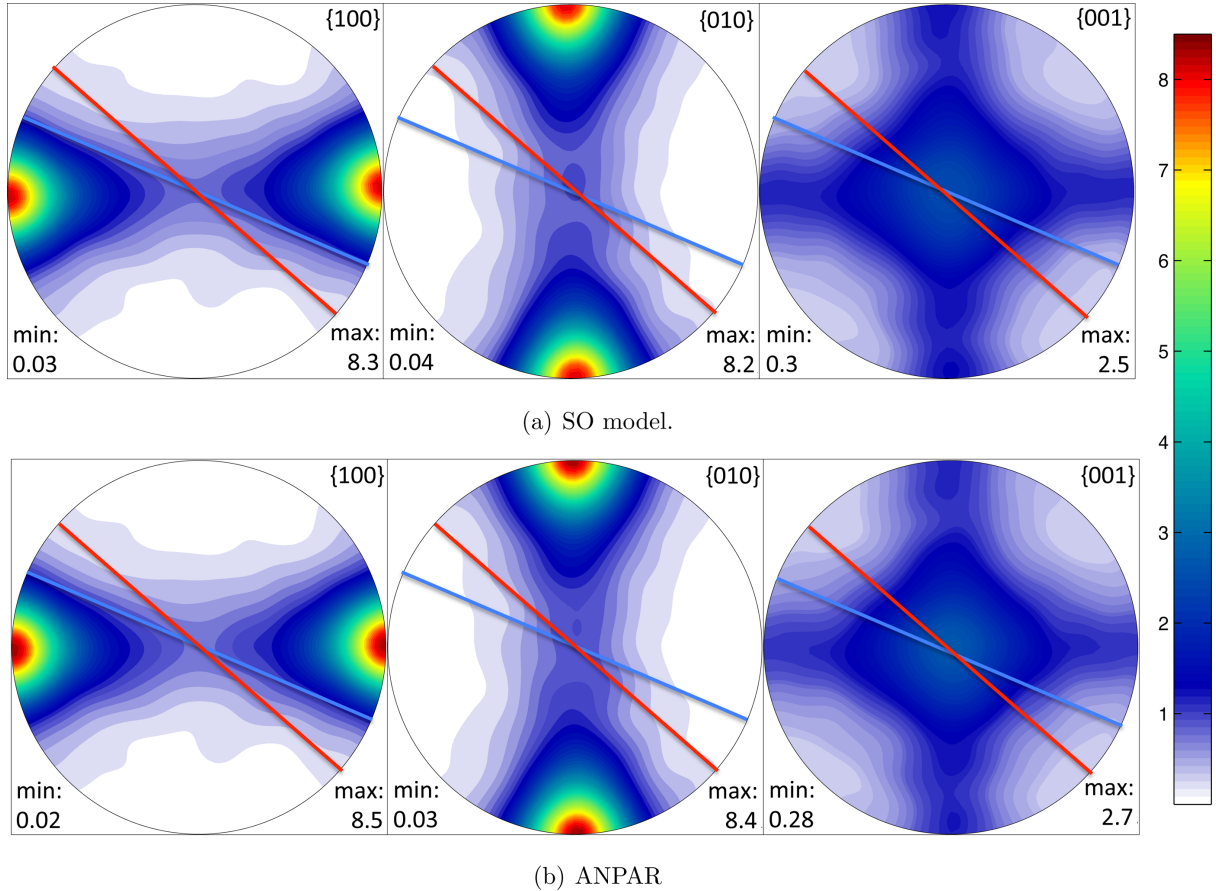 {100}
{010}
{001}
min:
0.03
max:
8.3
min:
0.04
max:
8.2
min:
0.3
max:
2.5
(a) SO model.
{100}
{010}
{001}
min:
0.02
max:
8.5
min:
0.03
max:
8.4
min:
0.28
max:
2.7
(b) ANPAR
8
7
6
5
4
3
2
1